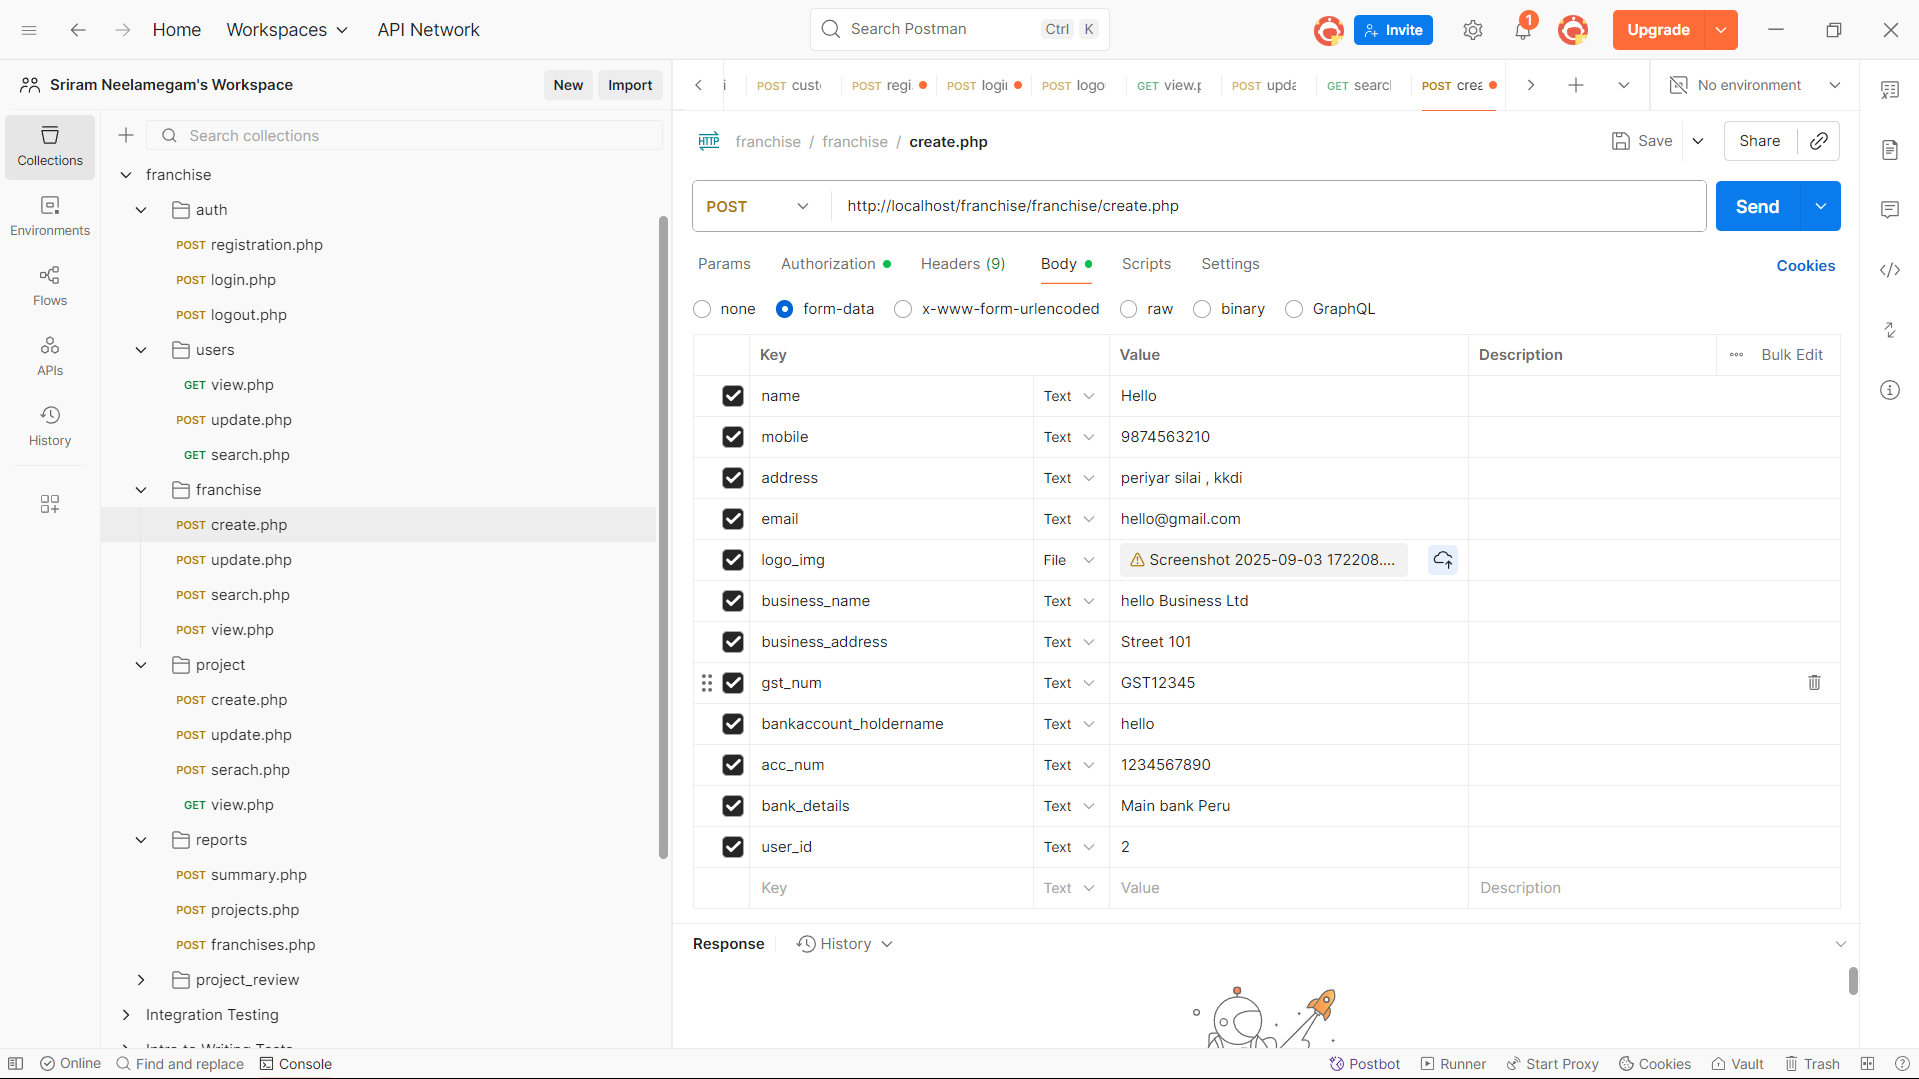 Home Workspaces API Network Search Postman Ctrl K Invite 1 Upgrade
Sriram Neelamegam's Workspace New Import
POST custo POST regi. POST logii POST logo GET view.p POST upda GET searcl POST crea No environment
Collections
Search collections
franchise
auth
POST registration.php
POST login.php
POST logout.php
users
GET view.php
POST update.php
GET search.php
franchise
POST create.php
POST update.php
POST search.php
POST view.php
project
POST create.php
POST update.php
POST serach.php
GET view.php
reports
POST summary.php
POST projects.php
POST franchises.php
project_review
Integration Testing
Environments
Flows
APIs
History
HTTP franchise / franchise / create.php Save Share
POST http://localhost/franchise/franchise/create.php Send
Params Authorization Headers (9) Body Scripts Settings Cookies
none form-data x-www-form-urlencoded raw binary GraphQL
Key Value Description Bulk Edit
name Text Hello
mobile Text 9874563210
address Text periyar silai , kkdi
email Text hello@gmail.com
logo_img File Screenshot 2025-09-03 172208....
business_name Text hello Business Ltd
business_address Text Street 101
gst_num Text GST12345
bankaccount_holdername Text hello
acc_num Text 1234567890
bank_details Text Main bank Peru
user_id Text 2
Key Text Value Description
Response History
Online Find and replace Console Postbot Runner Start Proxy Cookies Vault Trash